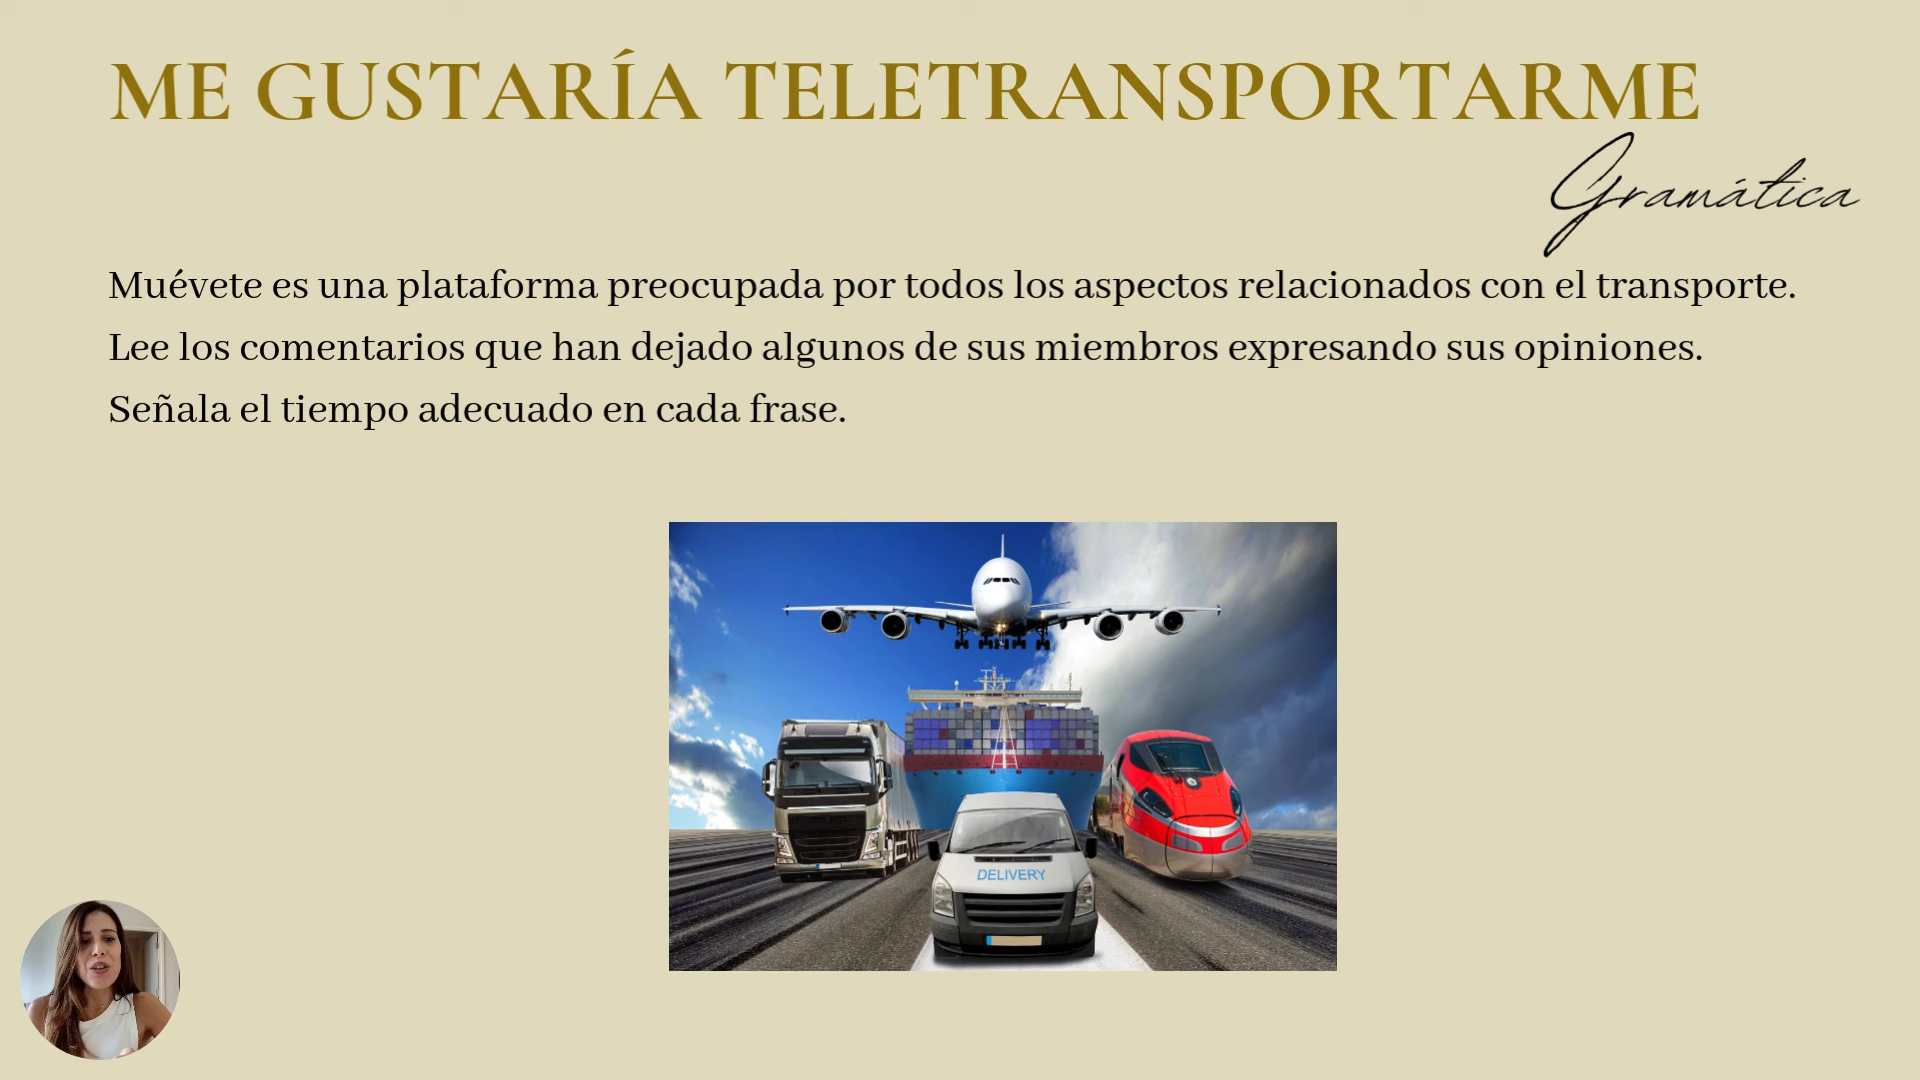 ME GUSTARÍA TELETRANSPORTARME
Gramática
Muévete es una plataforma preocupada por todos los aspectos relacionados con el transporte.
Lee los comentarios que han dejado algunos de sus miembros expresando sus opiniones.
Señala el tiempo adecuado en cada frase.
DELIVERY